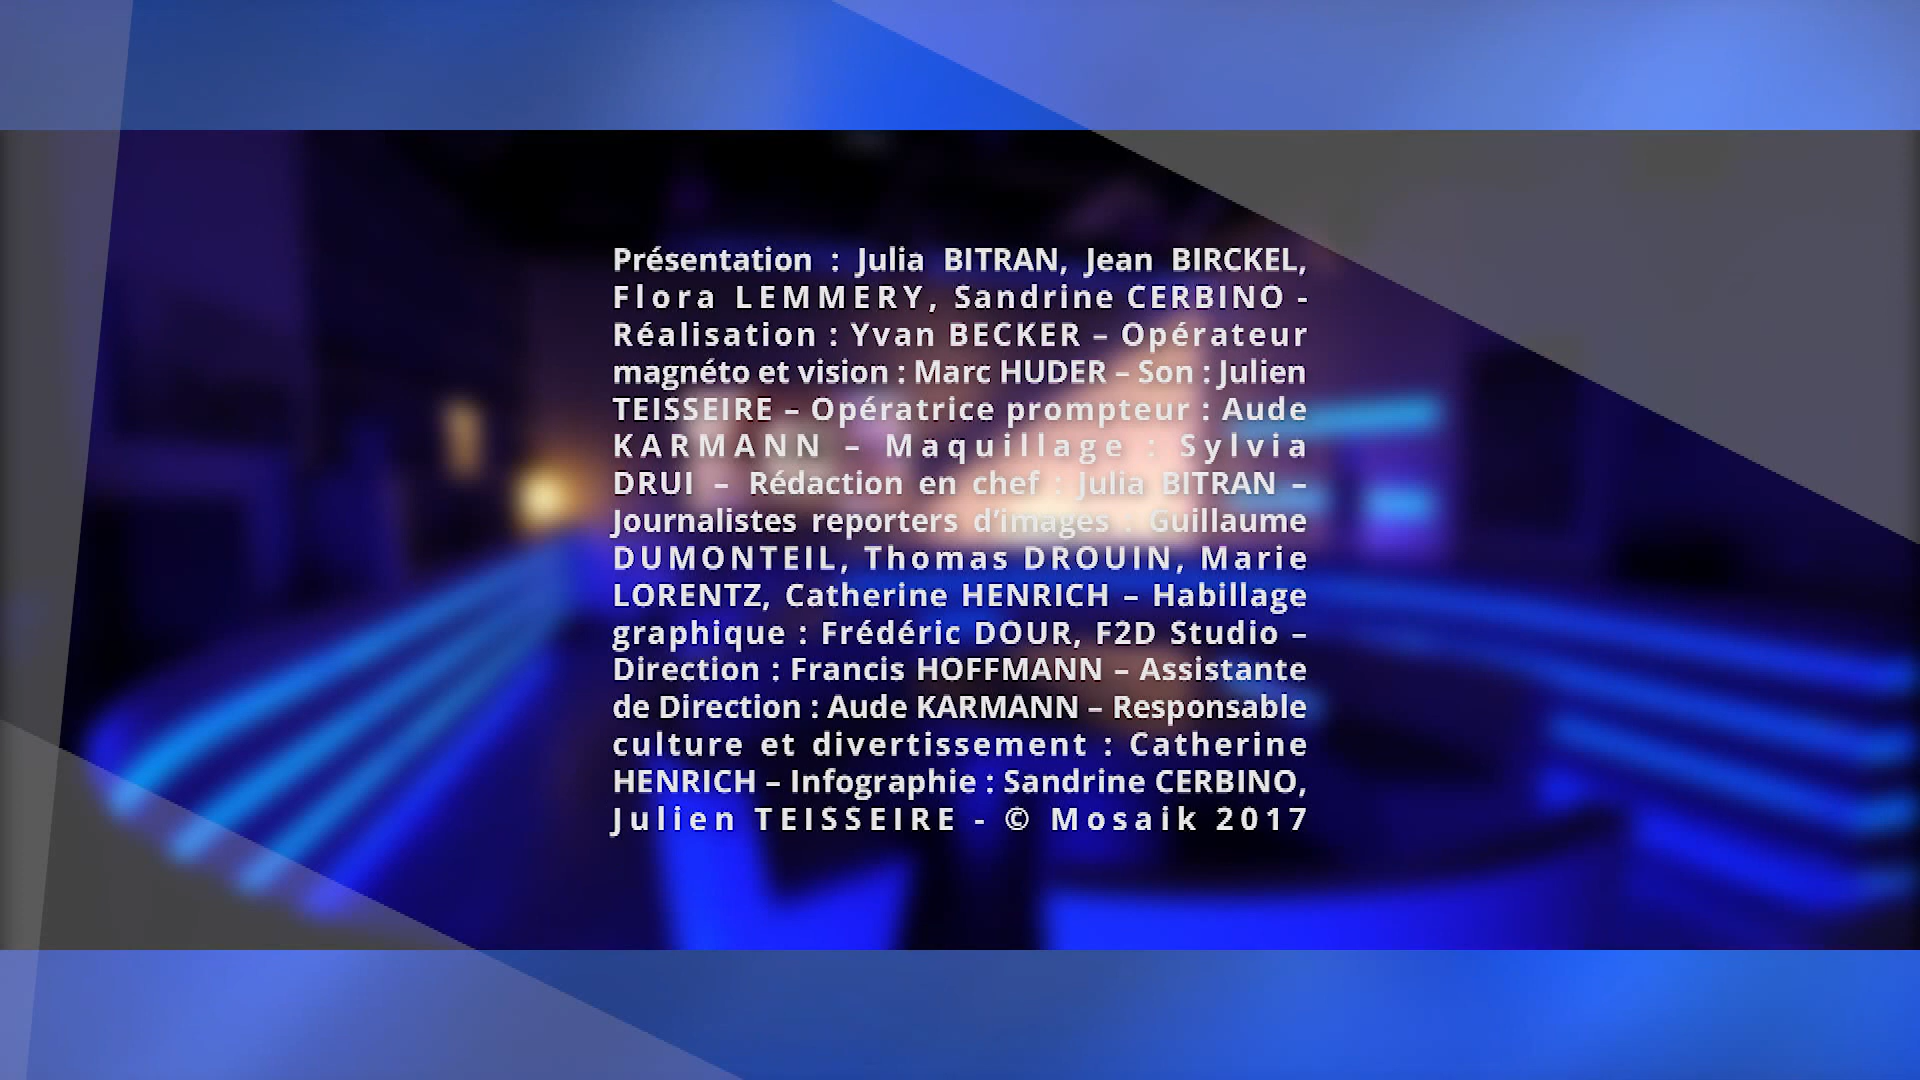 Présentation : Julia BITRAN, Jean BIRCKEL,
Flora LEMMERY, Sandrine CERBINO -
Réalisation : Yvan BECKER – Opérateur
magnéto et vision : Marc HUDER – Son : Julien
TEISSEIRE – Opératrice prompteur : Aude
KARMANN – Maquillage : Sylvia
DRUI – Rédaction en chef : Julia BITRAN –
Journalistes reporters d’images : Guillaume
DUMONTEIL, Thomas DROUIN, Marie
LORENTZ, Catherine HENRICH – Habillage
graphique : Frédéric DOUR, F2D Studio –
Direction : Francis HOFFMANN – Assistante
de Direction : Aude KARMANN – Responsable
culture et divertissement : Catherine
HENRICH – Infographie : Sandrine CERBINO,
Julien TEISSEIRE - © Mosaik 2017